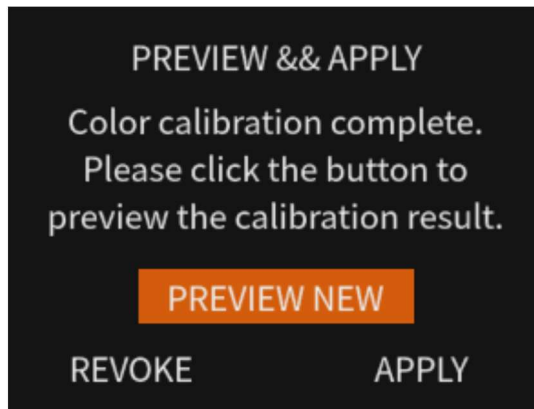 PREVIEW && APPLY
Color calibration complete.
Please click the button to
preview the calibration result.
PREVIEW NEW
REVOKE APPLY